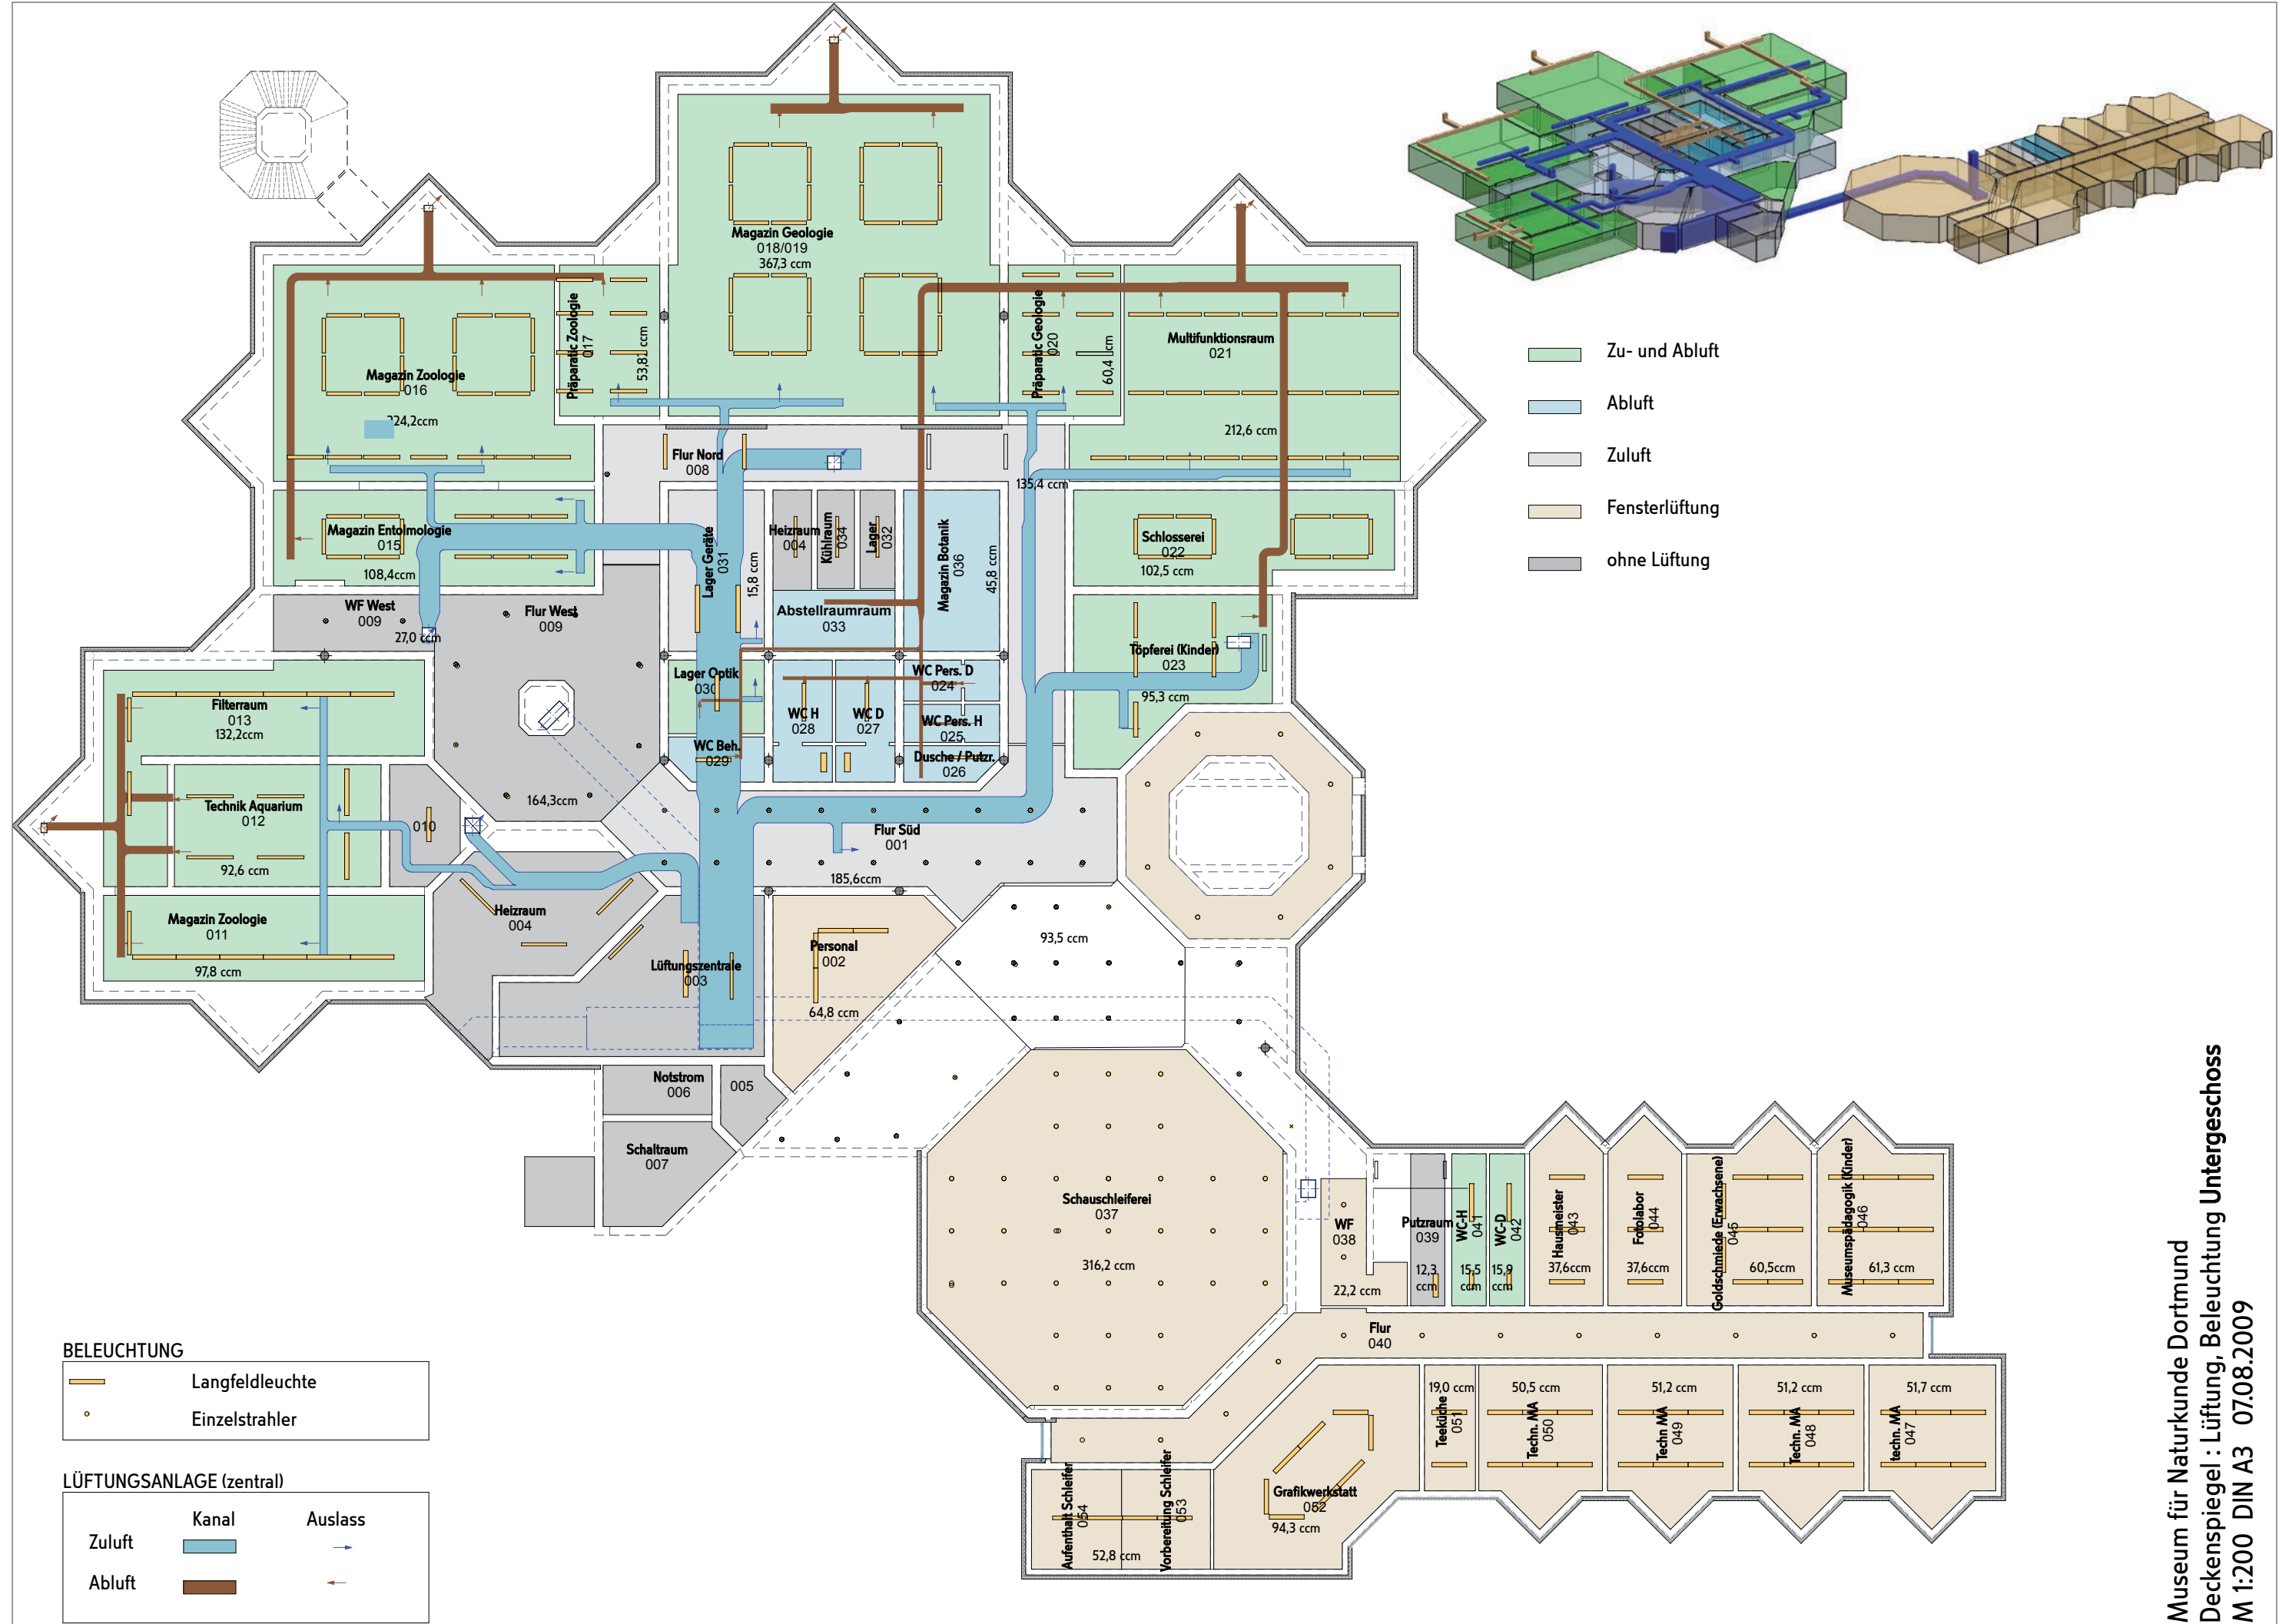 Magazin Geologie
018/019
367,3 ccm
Präparatic Zoologie
017
53,8 ccm
Präparatic Geologie
020
60,4 ccm
Multifunktionsraum
021
212,6 ccm
Magazin Zoologie
016
224,2ccm
Flur Nord
008
135,4 ccm
Magazin Entolmologie
015
108,4ccm
Lager Geräte
031
15,8 ccm
Heizraum
004
Kühlraum
034
Lager
032
Magazin Botanik
036
45,8 ccm
Schlosserei
022
102,5 ccm
WF West
009
27,0 ccm
Flur West
009
164,3ccm
Abstellraumraum
033
Töpferei (Kinder)
023
95,3 ccm
Lager Optik
030
WC H
028
WC D
027
WC Pers. D
024
WC Pers. H
025
WC Beh.
029
Dusche / Putzr.
026
Filterraum
013
132,2ccm
Technik Aquarium
012
92,6 ccm
010
Flur Süd
001
185,6ccm
Magazin Zoologie
011
97,8 ccm
Heizraum
004
Lüftungszentrale
003
Personal
002
64,8 ccm
93,5 ccm
Notstrom
006
005
Schaltraum
007
Schauschleiferei
037
316,2 ccm
WF
038
22,2 ccm
Putzraum
039
12,3
ccm
WC-H
041
15,5
ccm
WC-D
042
15,9
ccm
Hausmeister
043
37,6ccm
Fotolabor
044
37,6ccm
Goldschmiede (Erwachsene)
045
60,5ccm
Museumspädagogik (Kinder)
046
61,3 ccm
Flur
040
19,0 ccm
Teeküche
051
50,5 ccm
Techn. MA
050
51,2 ccm
Techn MA
049
51,2 ccm
Techn. MA
048
51,7 ccm
techn. MA
047
Grafikwerkstatt
052
94,3 ccm
Aufenthalt Schleifer
054
52,8 ccm
Vorbereitung Schleifer
053
Zu- und Abluft
Abluft
Zuluft
Fensterlüftung
ohne Lüftung
BELEUCHTUNG
Langfeldleuchte
Einzelstrahler
LÜFTUNGSANLAGE (zentral)
Kanal Auslass
Zuluft
Abluft
Museum für Naturkunde Dortmund
Deckenspiegel : Lüftung, Beleuchtung Untergeschoss
M 1:200 DIN A3 07.08.2009